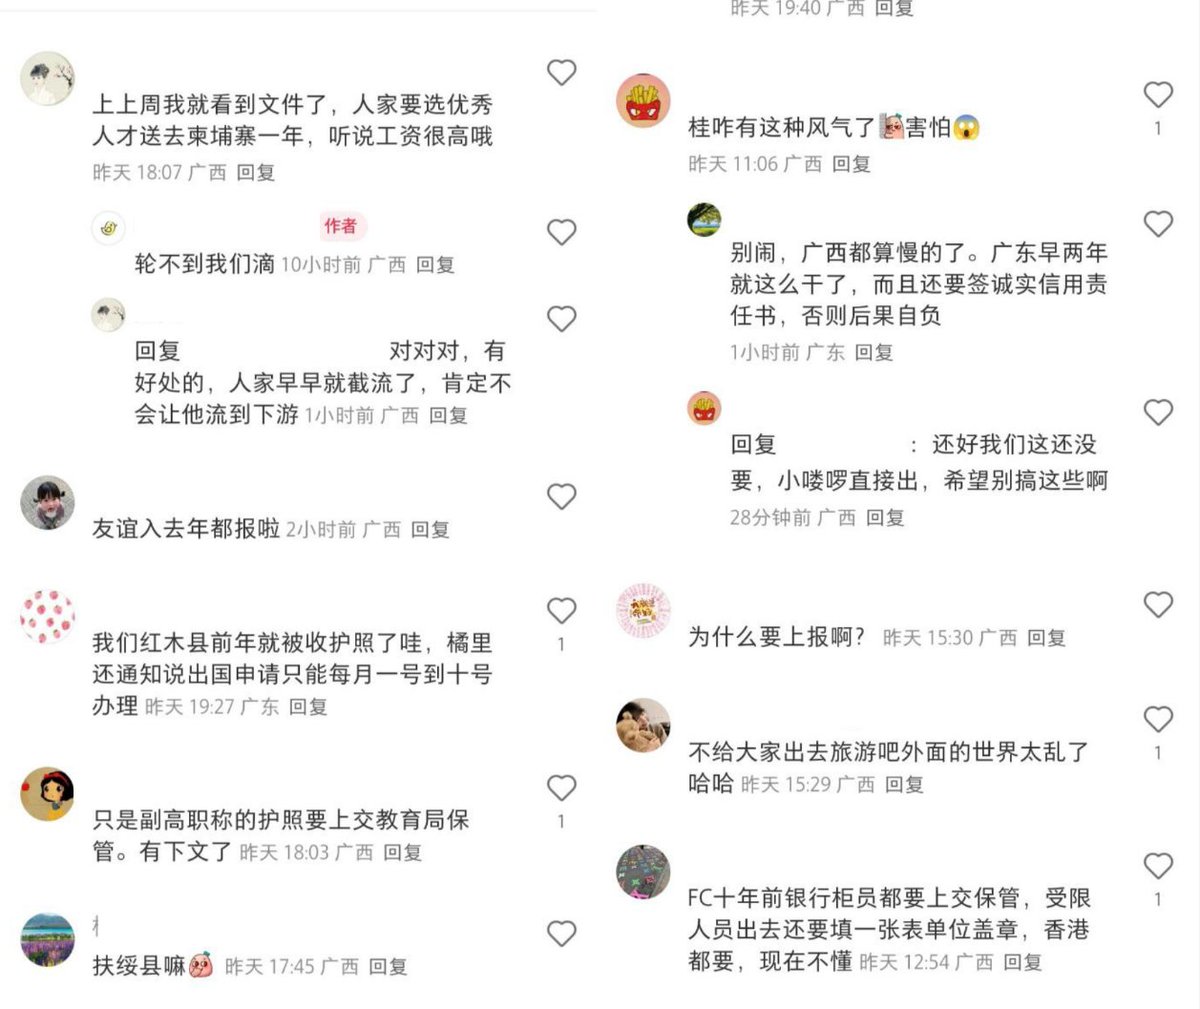 上上周我就看到文件了，人家要选优秀
人才送去柬埔寨一年，听说工资很高哦
昨天 18:07 广西 回复
作者
轮不到我们滴 10小时前 广西 回复
回复 对对对，有
好处的，人家早早就截流了，肯定不
会让他流到下游 1小时前 广西 回复
友谊入去年都报啦 2小时前 广西 回复
我们红木县前年就被收护照了哇，橘里
还通知说出国申请只能每月一号到十号
办理 昨天 19:27 广东 回复
1
只是副高职称的护照要上交教育局保
管。有下文了 昨天 18:03 广西 回复
1
扶绥县嘛 昨天 17:45 广西 回复
昨天 19:40 广西 回复
桂咋有这种风气了害怕
昨天 11:06 广西 回复
1
别闹，广西都算慢的了。广东早两年
就这么干了，而且还要签诚实信用责
任书，否则后果自负
1小时前 广东 回复
回复 ：还好我们这还没
要，小喽啰直接出，希望别搞这些啊
28分钟前 广西 回复
为什么要上报啊？ 昨天 15:30 广西 回复
不给大家出去旅游吧外面的世界太乱了
哈哈 昨天 15:29 广西 回复
1
FC十年前银行柜员都要上交保管，受限
人员出去还要填一张表单位盖章，香港
都要，现在不懂 昨天 12:54 广西 回复
1